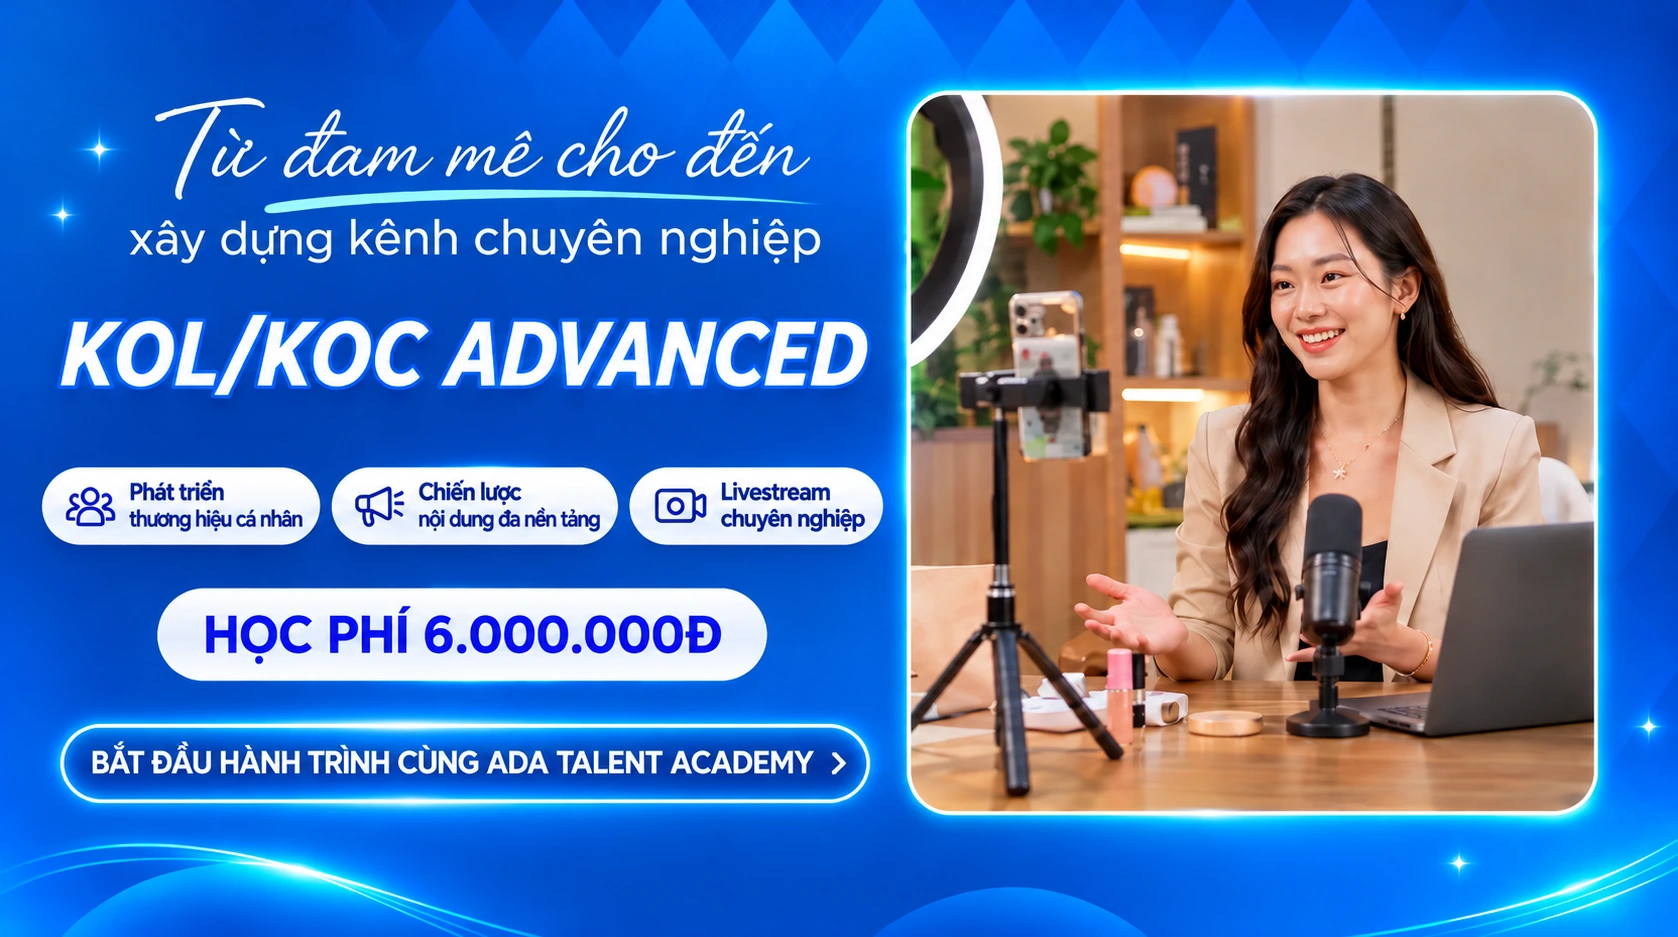 Từ đam mê cho đến
xây dựng kênh chuyên nghiệp
KOL/KOC ADVANCED
Phát triển
thương hiệu cá nhân
Chiến lược
nội dung đa nền tảng
Livestream
chuyên nghiệp
HỌC PHÍ 6.000.000Đ
BẮT ĐẦU HÀNH TRÌNH CÙNG ADA TALENT ACADEMY >